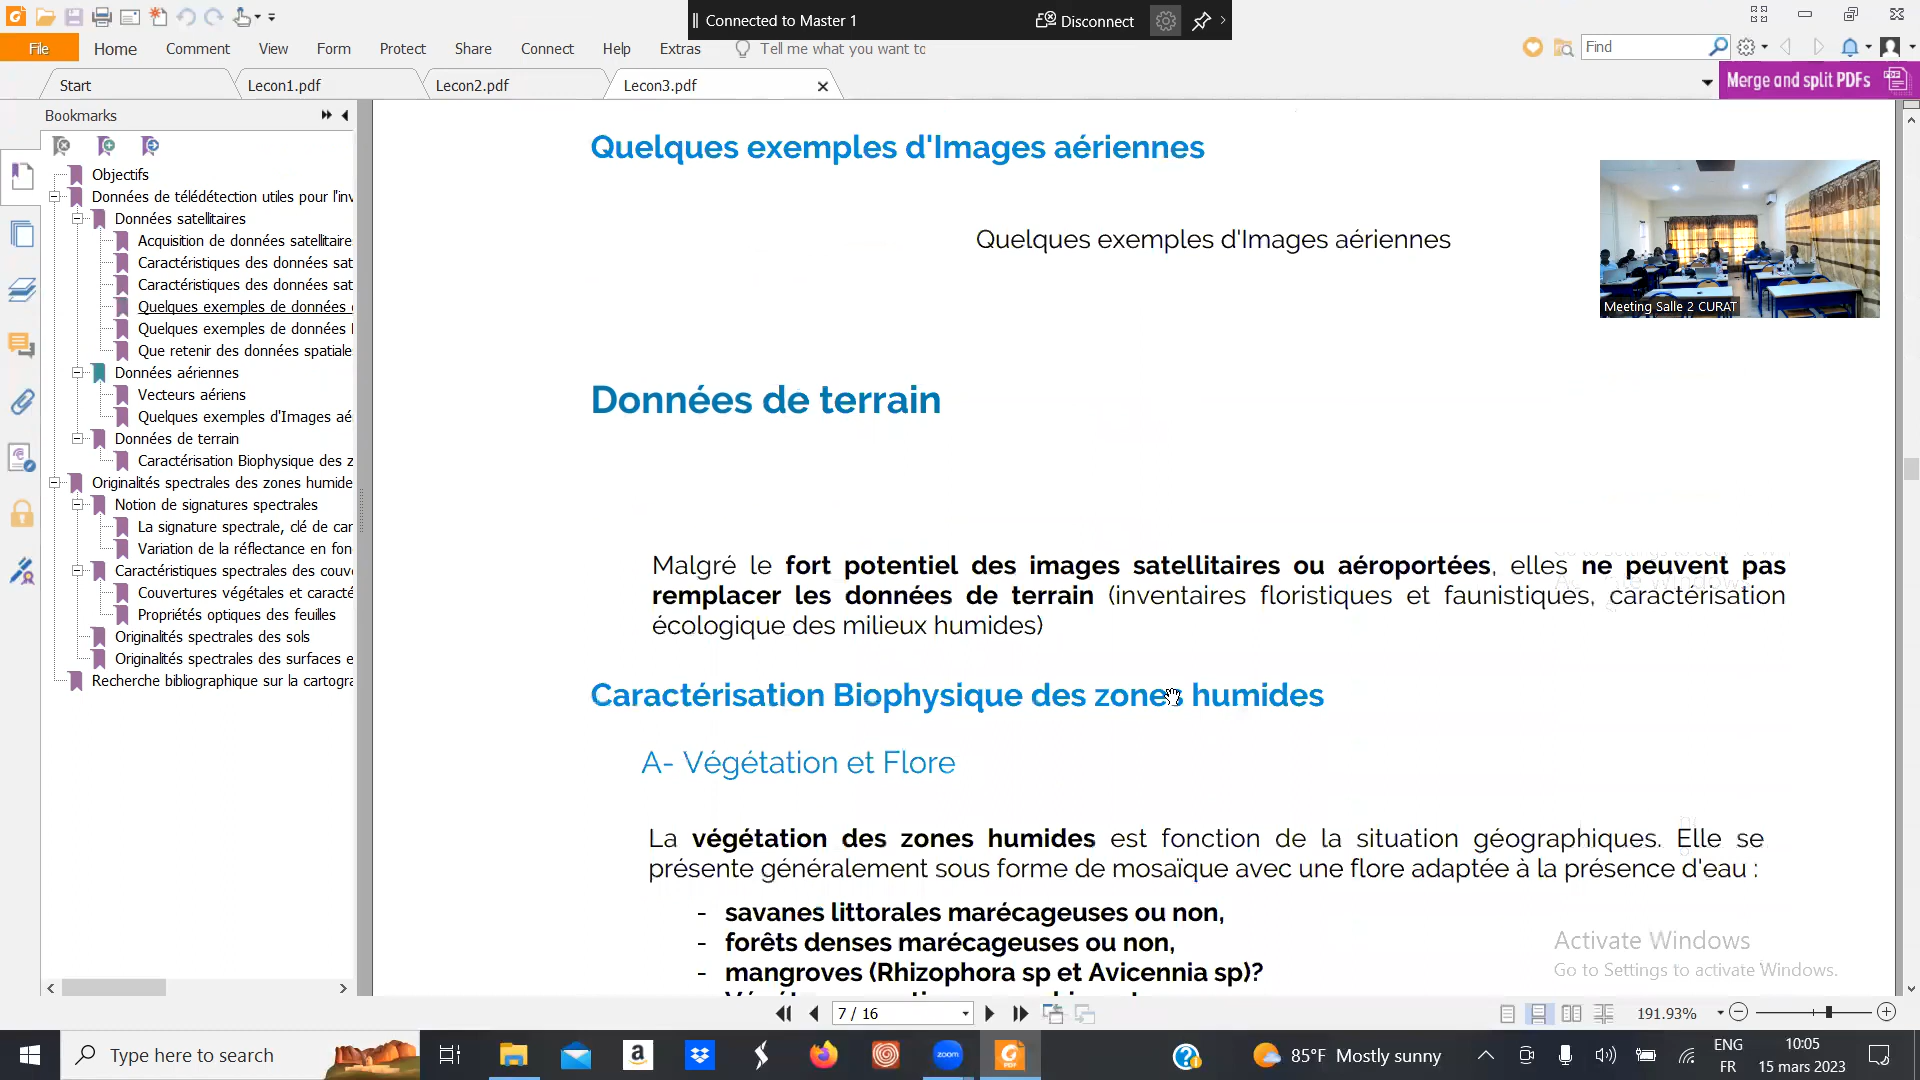 Connected to Master 1
Disconnect
File
Home
Comment
View
Form
Protect
Share
Connect
Help
Extras
Tell me what you want to
Find
Start
Lecon1.pdf
Lecon2.pdf
Lecon3.pdf
Merge and split PDFs
Bookmarks
Objectifs
Données de télédétection utiles pour l'inv
Données satellitaires
Acquisition de données satellitaire
Caractéristiques des données sat
Caractéristiques des données sat
Quelques exemples de données
Quelques exemples de données
Que retenir des données spatiale
Données aériennes
Vecteurs aériens
Quelques exemples d'Images aé
Données de terrain
Caractérisation Biophysique des z
Originalités spectrales des zones humide
Notion de signatures spectrales
La signature spectrale, clé de car
Variation de la réflectance en fon
Caractéristiques spectrales des couv
Couvertures végétales et caracté
Propriétés optiques des feuilles
Originalités spectrales des sols
Originalités spectrales des surfaces e
Recherche bibliographique sur la cartogra
Quelques exemples d'Images aériennes
Quelques exemples d'Images aériennes
Meeting Salle 2 CURAT
Données de terrain
Malgré le fort potentiel des images satellitaires ou aéroportées, elles ne peuvent pas
remplacer les données de terrain (inventaires floristiques et faunistiques, caractérisation
écologique des milieux humides)
Caractérisation Biophysique des zones humides
A- Végétation et Flore
La végétation des zones humides est fonction de la situation géographiques. Elle se
présente généralement sous forme de mosaïque avec une flore adaptée à la présence d'eau :
- savanes littorales marécageuses ou non,
- forêts denses marécageuses ou non,
- mangroves (Rhizophora sp et Avicennia sp)?
Activate Windows
Go to Settings to activate Windows.
7 / 16
191.93%
Type here to search
zoom
85°F Mostly sunny
ENG
FR
10:05
15 mars 2023